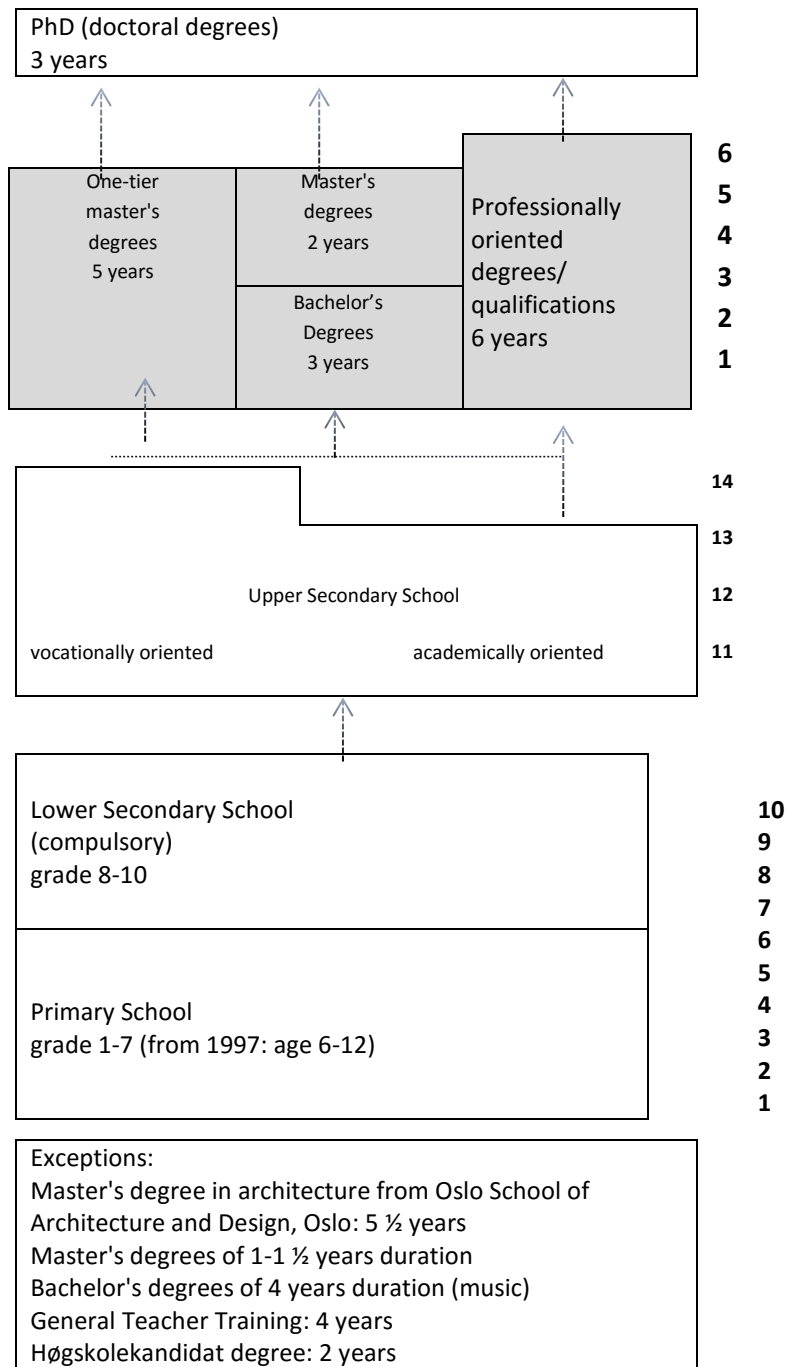 PhD (doctoral degrees)
3 years
One-tier
master's
degrees
5 years
Master's
degrees
2 years
Bachelor’s
Degrees
3 years
Professionally
oriented
degrees/
qualifications
6 years
6
5
4
3
2
1
14
13
12
11
Upper Secondary School
vocationally oriented
academically oriented
Lower Secondary School
(compulsory)
grade 8-10
Primary School
grade 1-7 (from 1997: age 6-12)
10
9
8
7
6
5
4
3
2
1
Exceptions:
Master's degree in architecture from Oslo School of
Architecture and Design, Oslo: 5 ½ years
Master's degrees of 1-1 ½ years duration
Bachelor's degrees of 4 years duration (music)
General Teacher Training: 4 years
Høgskolekandidat degree: 2 years